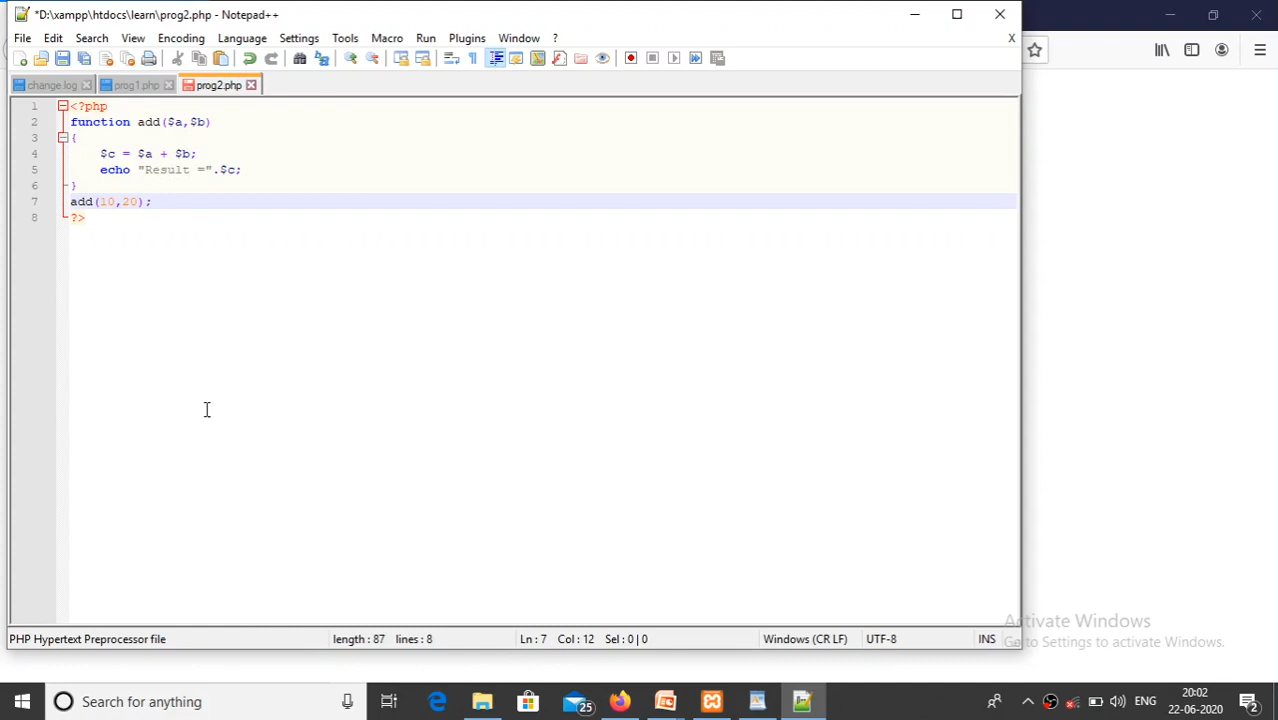 *D:\xampp\htdocs\learn\prog2.php - Notepad++
File Edit Search View Encoding Language Settings Tools Macro Run Plugins Window ? X
change.log prog1.php prog2.php
1 <?php
2 function add($a,$b)
3 {
4 $c = $a + $b;
5 echo "Result =".$c;
6 }
7 add(10,20);
8 ?>
Activate Windows
Go to Settings to activate Windows.
PHP Hypertext Preprocessor file length : 87 lines : 8 Ln : 7 Col : 12 Sel : 0 | 0 Windows (CR LF) UTF-8 INS
Search for anything 25 ENG 20:02 22-06-2020 2